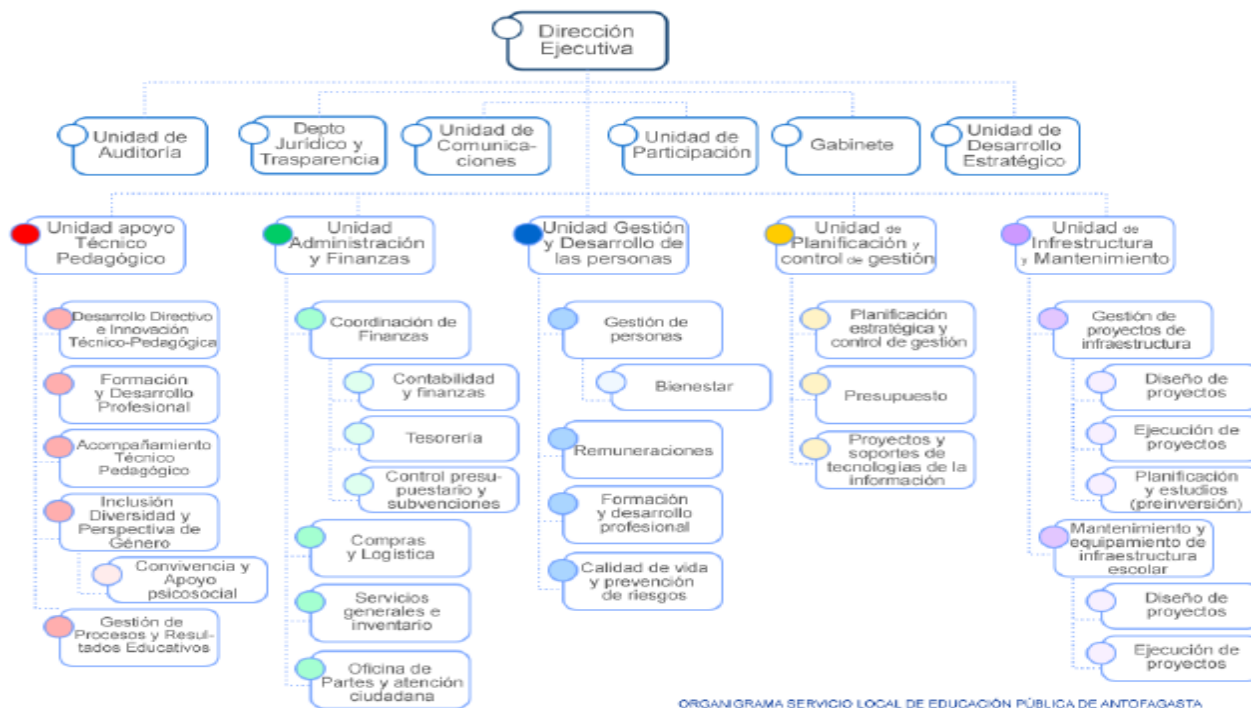 Dirección
Ejecutiva
Unidad de
Auditoría
Depto
Jurídico y
Trasparencia
Unidad de
Comunica-
ciones
Unidad de
Participación
Gabinete
Unidad de
Desarrollo
Estratégico
Unidad apoyo
Técnico
Pedagógico
Desarrollo Directivo
e Innovación
Técnico-Pedagógica
Formación
y Desarrollo
Profesional
Acompañamiento
Técnico
Pedagógico
Inclusión
Diversidad y
Perspectiva de
Género
Convivencia y
Apoyo
psicosocial
Gestión de
Procesos y Resul-
tados Educativos
Unidad
Administración
y Finanzas
Coordinación de
Finanzas
Contabilidad
y finanzas
Tesorería
Control presu-
puestario y
subvenciones
Compras
y Logística
Servicios
generales e
inventario
Oficina de
Partes y atención
ciudadana
Unidad Gestión
y Desarrollo de
las personas
Gestión de
personas
Bienestar
Remuneraciones
Formación
y desarrollo
profesional
Calidad de vida
y prevención
de riesgos
Unidad de
Planificación y
control de gestión
Planificación
estratégica y
control de gestión
Presupuesto
Proyectos y
soportes de
tecnologías de la
información
Unidad de
Infrestructura
y Mantenimiento
Gestión de
proyectos de
infraestructura
Diseño de
proyectos
Ejecución de
proyectos
Planificación
y estudios
(preinversión)
Mantenimiento y
equipamiento de
infraestructura
escolar
Diseño de
proyectos
Ejecución de
proyectos
ORGANIGRAMA SERVICIO LOCAL DE EDUCACIÓN PÚBLICA DE ANTOFAGASTA